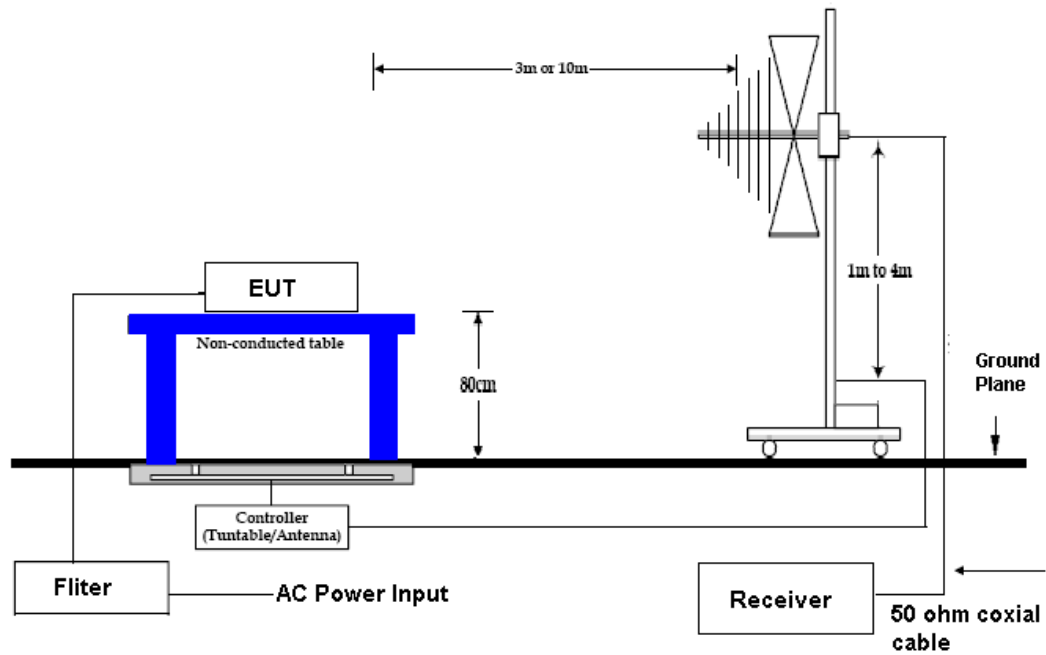 3m or 10m
EUT
Non-conducted table
80cm
1m to 4m
Ground
Plane
Controller
(Tuntable/Antenna)
Fliter
AC Power Input
Receiver
50 ohm coxial
cable